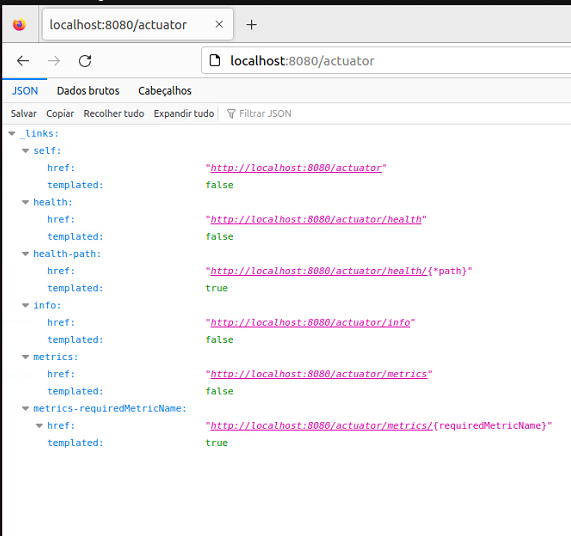 localhost:8080/actuator
localhost:8080/actuator
JSON Dados brutos Cabeçalhos
Salvar Copiar Recolher tudo Expandir tudo Filtrar JSON
_links:
self:
href: "http://localhost:8080/actuator"
templated: false
health:
href: "http://localhost:8080/actuator/health"
templated: false
health-path:
href: "http://localhost:8080/actuator/health/{*path}"
templated: true
info:
href: "http://localhost:8080/actuator/info"
templated: false
metrics:
href: "http://localhost:8080/actuator/metrics"
templated: false
metrics-requiredMetricName:
href: "http://localhost:8080/actuator/metrics/{requiredMetricName}"
templated: true